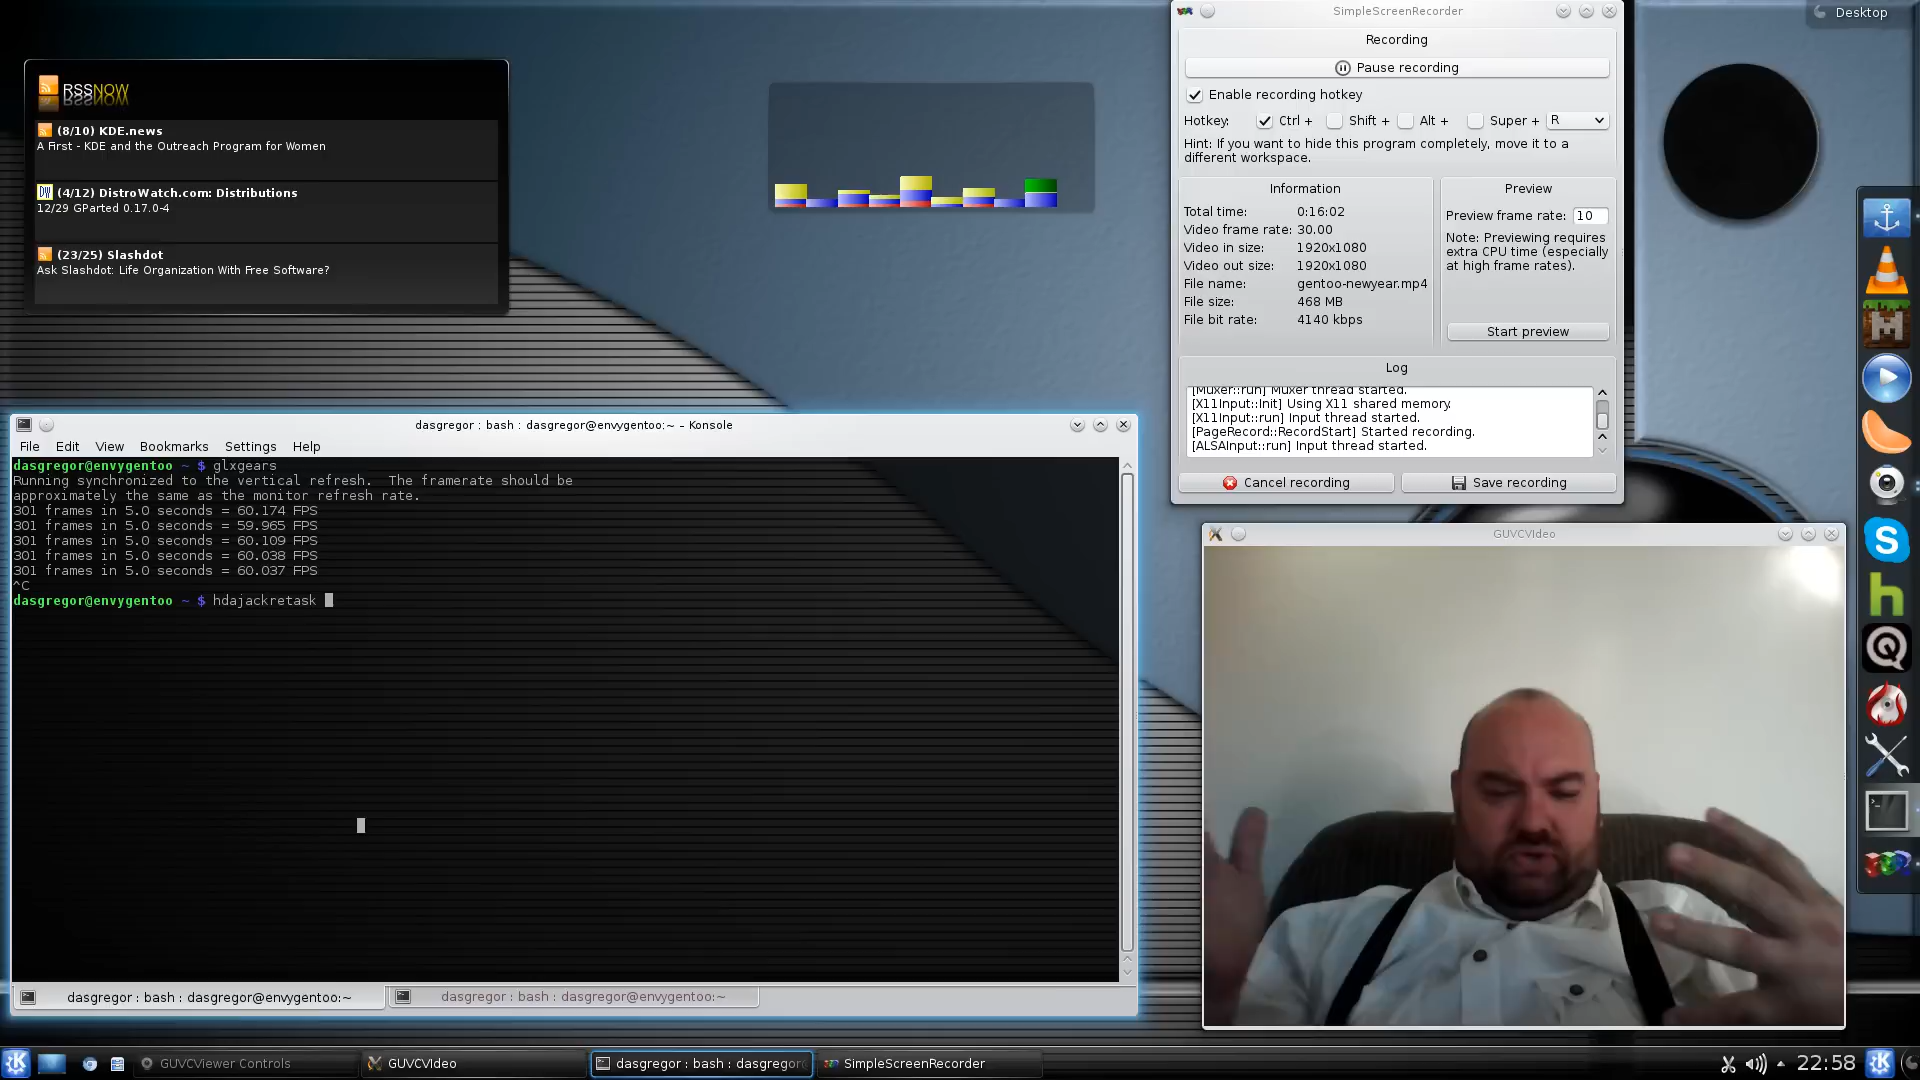 RSSNOW
(8/10) KDE.news
A First - KDE and the Outreach Program for Women
(4/12) DistroWatch.com: Distributions
12/29 GParted 0.17.0-4
(23/25) Slashdot
Ask Slashdot: Life Organization With Free Software?
SimpleScreenRecorder
Recording
Pause recording
Enable recording hotkey
Hotkey: Ctrl + Shift + Alt + Super + R
Hint: If you want to hide this program completely, move it to a
different workspace.
Information
Total time: 0:16:02
Video frame rate: 30.00
Video in size: 1920x1080
Video out size: 1920x1080
File name: gentoo-newyear.mp4
File size: 468 MB
File bit rate: 4140 kbps
Preview
Preview frame rate: 10
Note: Previewing requires
extra CPU time (especially
at high frame rates).
Start preview
Log
[Muxer::run] Muxer thread started.
[X11Input::Init] Using X11 shared memory.
[X11Input::run] Input thread started.
[PageRecord::RecordStart] Started recording.
[ALSAInput::run] Input thread started.
Cancel recording
Save recording
Desktop
dasgregor : bash : dasgregor@envygentoo:~ – Konsole
File Edit View Bookmarks Settings Help
dasgregor@envygentoo ~ $ glxgears
Running synchronized to the vertical refresh.  The framerate should be
approximately the same as the monitor refresh rate.
301 frames in 5.0 seconds = 60.174 FPS
301 frames in 5.0 seconds = 59.965 FPS
301 frames in 5.0 seconds = 60.109 FPS
301 frames in 5.0 seconds = 60.038 FPS
301 frames in 5.0 seconds = 60.037 FPS
^C
dasgregor@envygentoo ~ $ hdajackretask
dasgregor : bash : dasgregor@envygentoo:~
dasgregor : bash : dasgregor@envygentoo:~
GUVCVIdeo
GUVCViewer Controls
GUVCVIdeo
dasgregor : bash : dasgregor
SimpleScreenRecorder
22:58